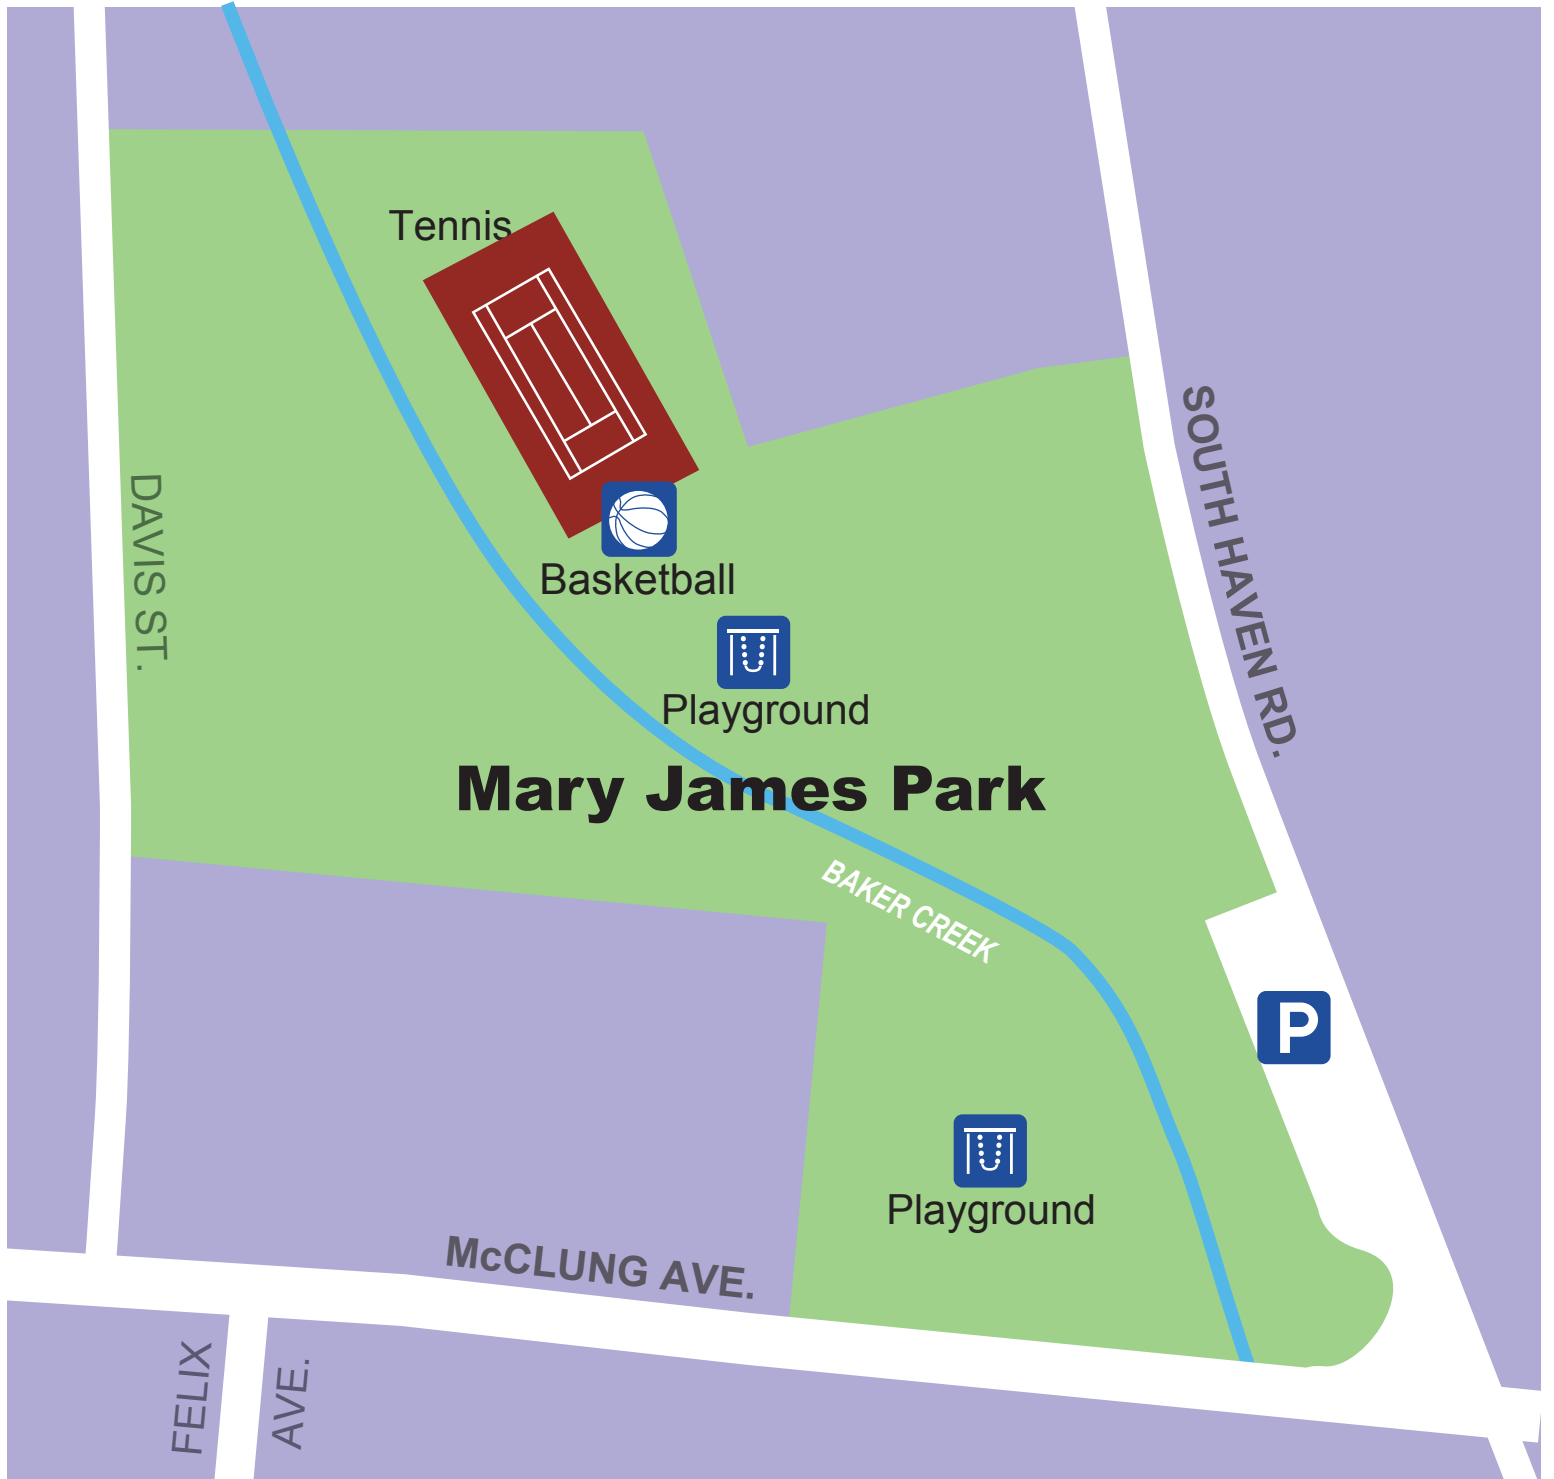 Tennis
SOUTH HAVEN RD.
DAVIS ST.
Basketball
Playground
Mary James Park
BAKER CREEK
P
Playground
McCLUNG AVE.
FELIX
AVE.